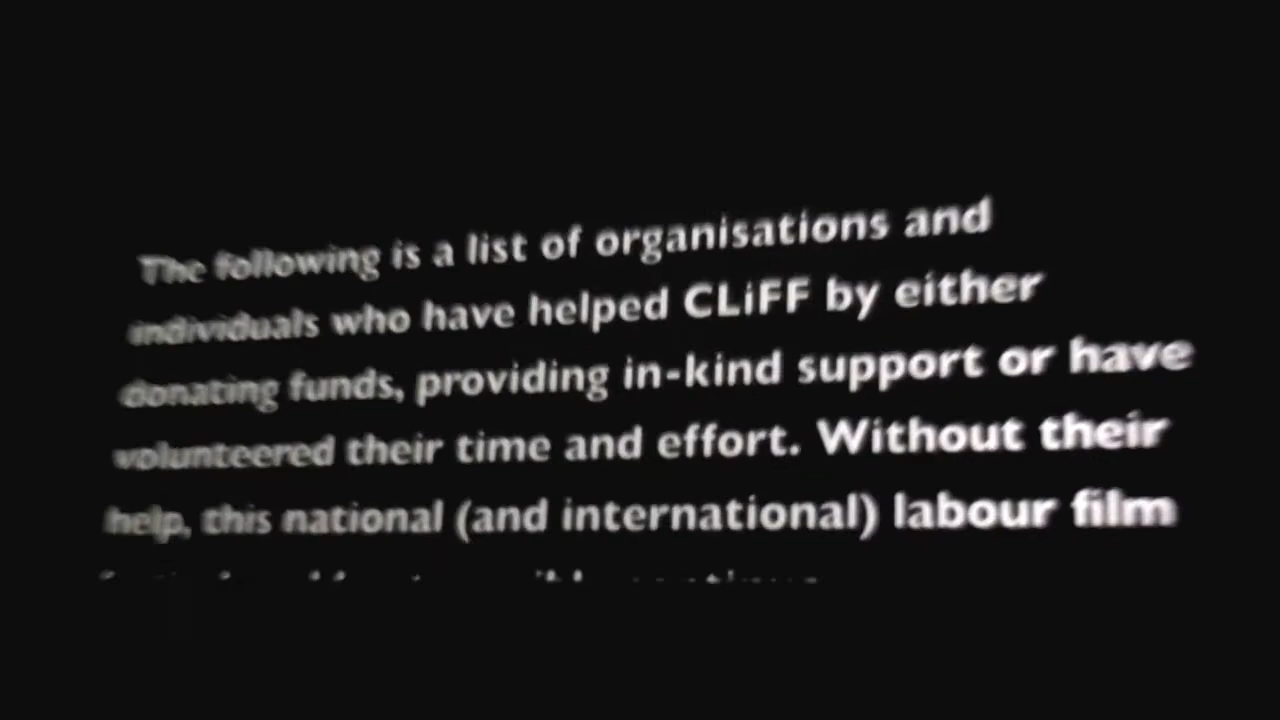 The following is a list of organisations and
individuals who have helped CLiFF by either
donating funds, providing in-kind support or have
volunteered their time and effort. Without their
help, this national (and international) labour film